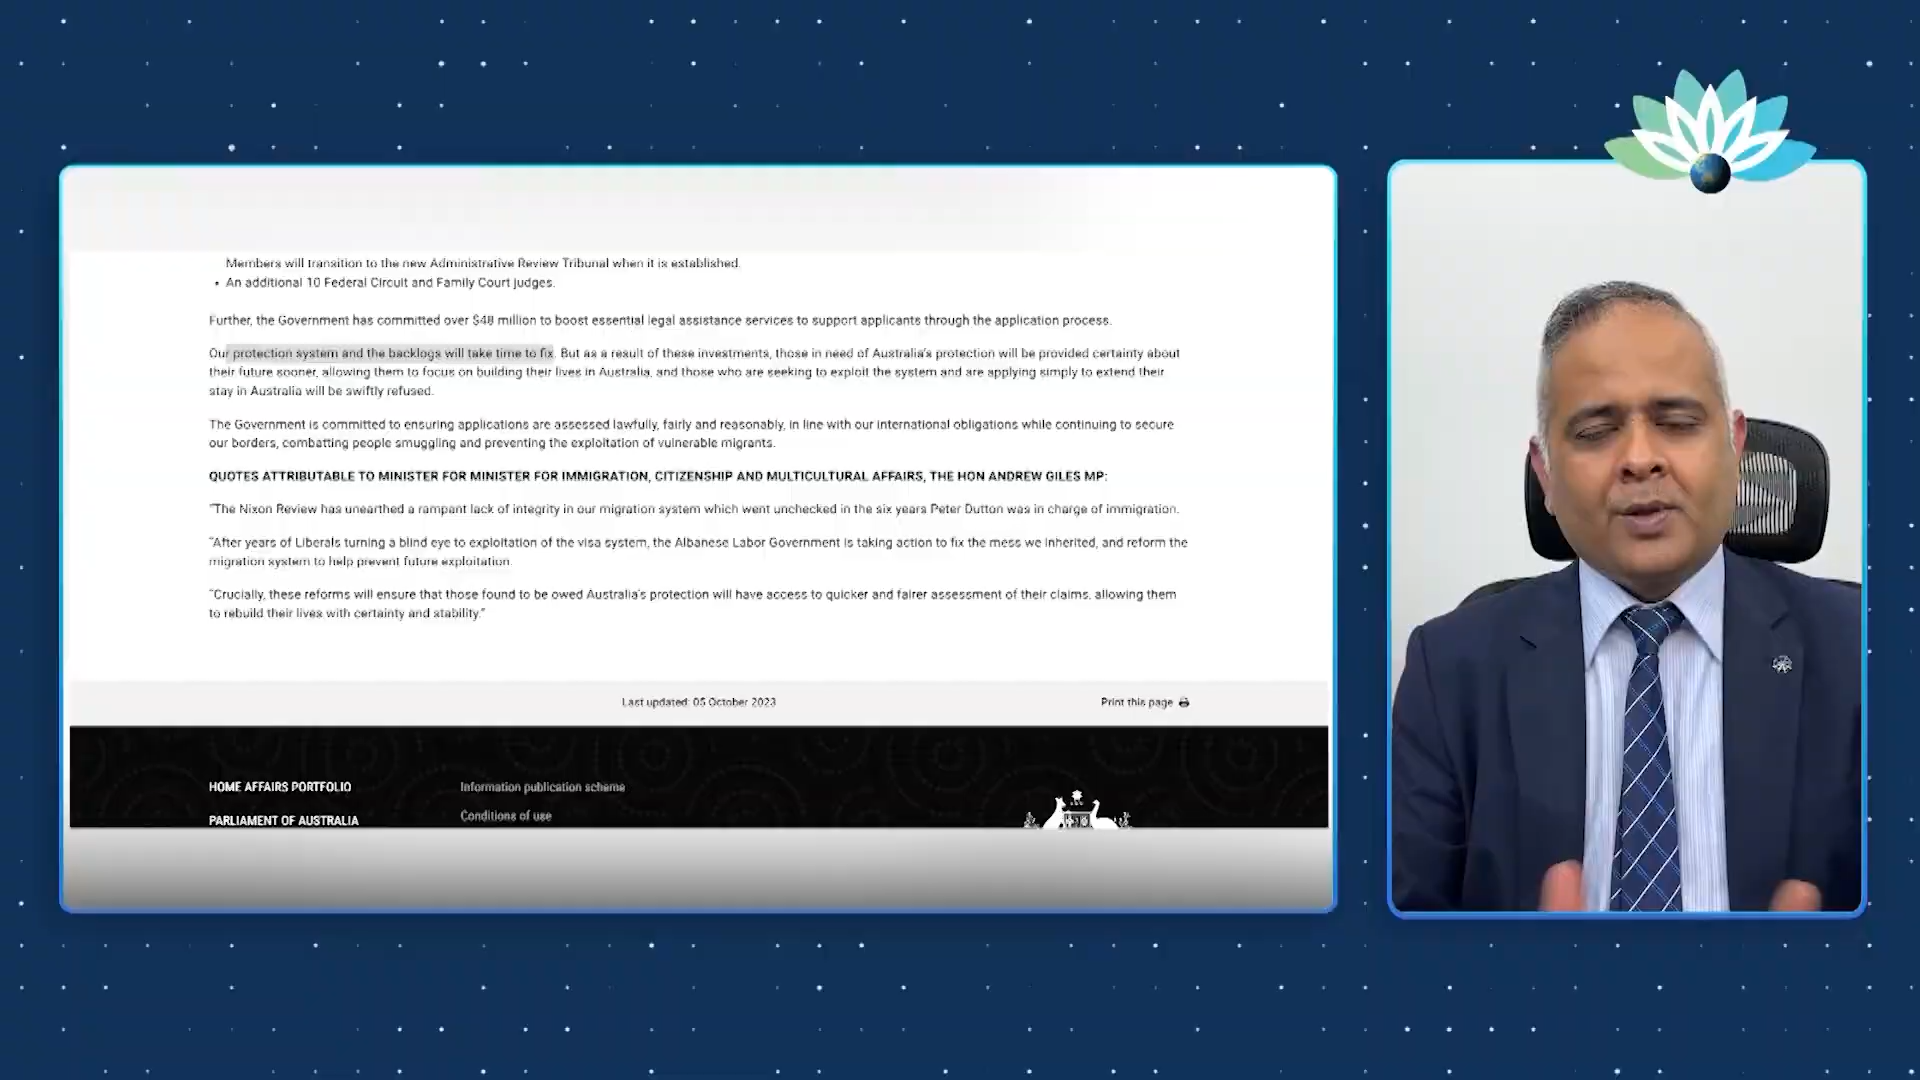 Members will transition to the new Administrative Review Tribunal when it is established.
• An additional 10 Federal Circuit and Family Court judges.
Further, the Government has committed over $48 million to boost essential legal assistance services to support applicants through the application process.
Our protection system and the backlogs will take time to fix. But as a result of these investments, those in need of Australia's protection will be provided certainty about
their future sooner, allowing them to focus on building their lives in Australia, and those who are seeking to exploit the system and are applying simply to extend their
stay in Australia will be swiftly refused.
The Government is committed to ensuring applications are assessed lawfully, fairly and reasonably, in line with our international obligations while continuing to secure
our borders, combatting people smuggling and preventing the exploitation of vulnerable migrants.
QUOTES ATTRIBUTABLE TO MINISTER FOR MINISTER FOR IMMIGRATION, CITIZENSHIP AND MULTICULTURAL AFFAIRS, THE HON ANDREW GILES MP:
"The Nixon Review has unearthed a rampant lack of integrity in our migration system which went unchecked in the six years Peter Dutton was in charge of immigration.
"After years of Liberals turning a blind eye to exploitation of the visa system, the Albanese Labor Government is taking action to fix the mess we inherited, and reform the
migration system to help prevent future exploitation.
"Crucially, these reforms will ensure that those found to be owed Australia's protection will have access to quicker and fairer assessment of their claims, allowing them
to rebuild their lives with certainty and stability."
Last updated: 05 October 2023
Print this page
HOME AFFAIRS PORTFOLIO
Information publication scheme
PARLIAMENT OF AUSTRALIA
Conditions of use